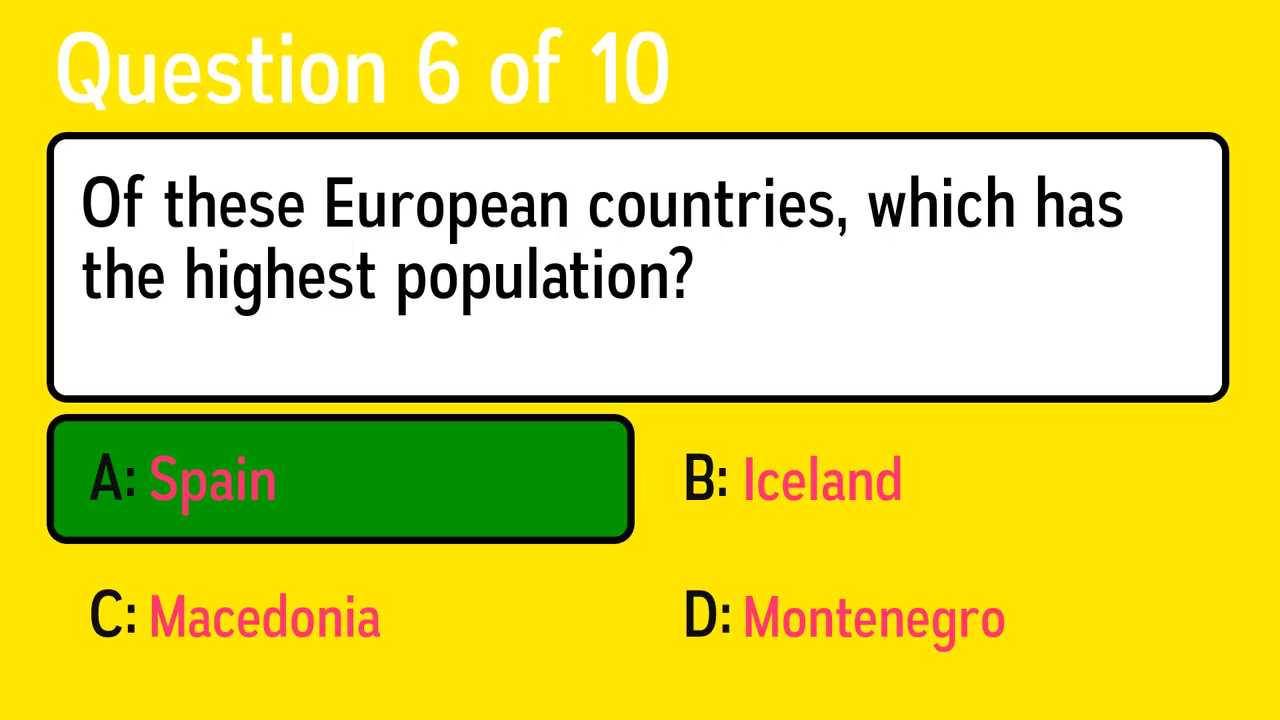 Question 6 of 10
Of these European countries, which has
the highest population?
A: Spain
B: Iceland
C: Macedonia
D: Montenegro